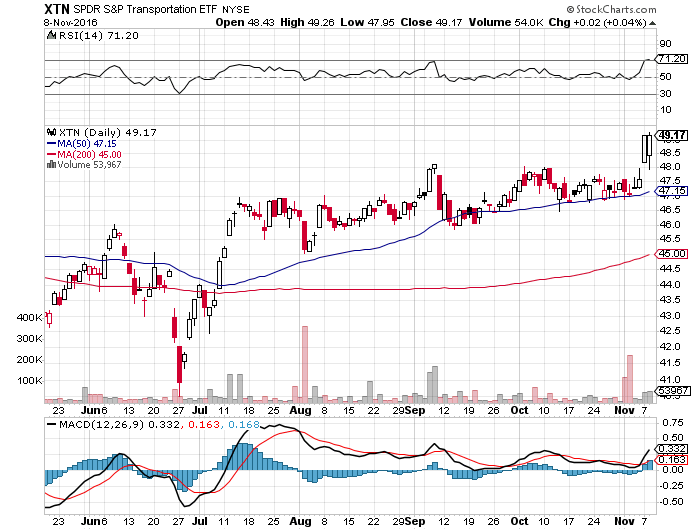 XTN SPDR S&P Transportation ETF NYSE © StockCharts.com
8-Nov-2016 Open 48.43 High 49.26 Low 47.95 Close 49.17 Volume 54.0K Chg +0.02 (+0.04%)
RSI(14) 71.20
90
71.20
50
30
10
XTN (Daily) 49.17
MA(50) 47.15
MA(200) 45.00
Volume 53,967
49.17
48.5
48.0
47.5
47.15
46.5
46.0
45.5
45.00
44.5
44.0
43.5
43.0
42.5
42.0
41.5
41.0
400K
300K
200K
100K
53967
23 Jun 6 13 20 27 Jul 11 18 25 Aug 8 15 22 29 Sep 12 19 26 Oct 10 17 24 Nov 7
MACD(12,26,9) 0.332, 0.163, 0.168
0.75
0.50
0.332
0.163
0.00
-0.25
-0.50
23 Jun 6 13 20 27 Jul 11 18 25 Aug 8 15 22 29 Sep 12 19 26 Oct 10 17 24 Nov 7